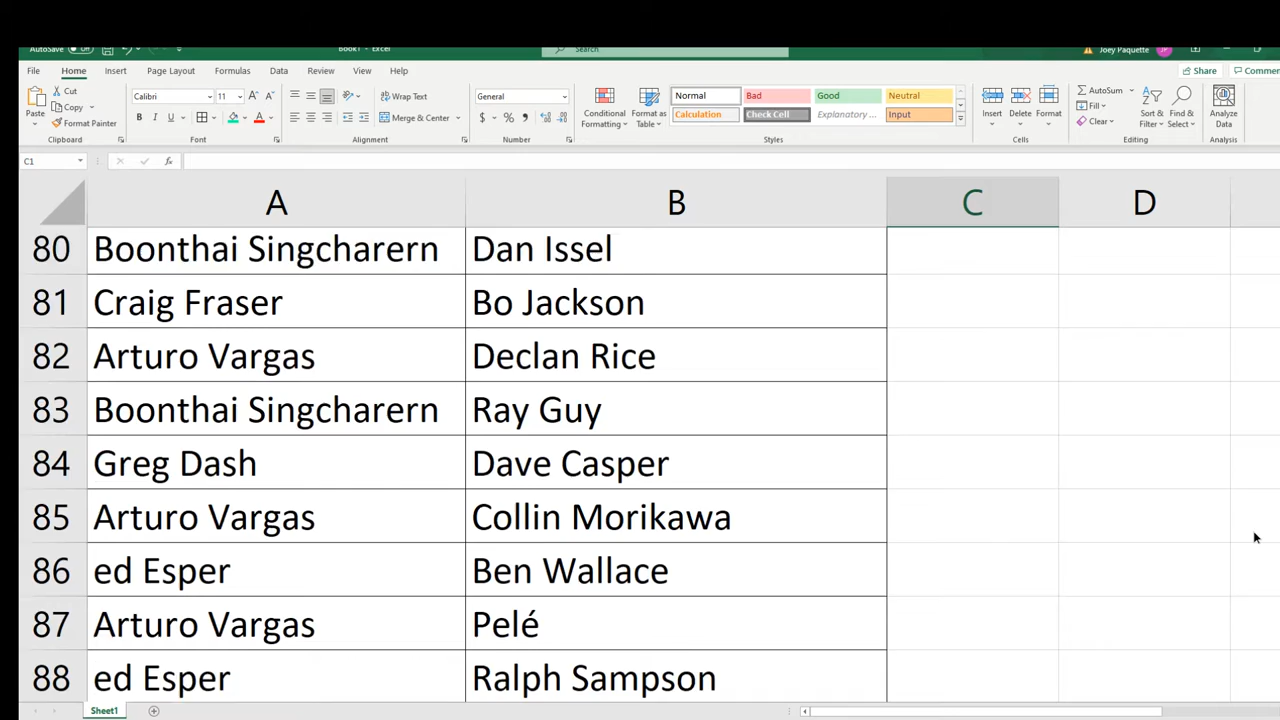 AutoSave Off Book1 - Excel Search Joey Paquette JP
File Home Insert Page Layout Formulas Data Review View Help Share Comments
Paste Cut Copy Format Painter Clipboard
Calibri 11 A A B I U A Font
Wrap Text Merge & Center Alignment
General $ % Number
Conditional Formatting Format as Table Normal Bad Good Neutral Calculation Check Cell Explanatory ... Input Styles
Insert Delete Format Cells
AutoSum Fill Clear Sort & Filter Find & Select Editing
Analyze Data Analysis
C1 fx
A B C D
80 Boonthai Singcharern Dan Issel
81 Craig Fraser Bo Jackson
82 Arturo Vargas Declan Rice
83 Boonthai Singcharern Ray Guy
84 Greg Dash Dave Casper
85 Arturo Vargas Collin Morikawa
86 ed Esper Ben Wallace
87 Arturo Vargas Pelé
88 ed Esper Ralph Sampson
Sheet1